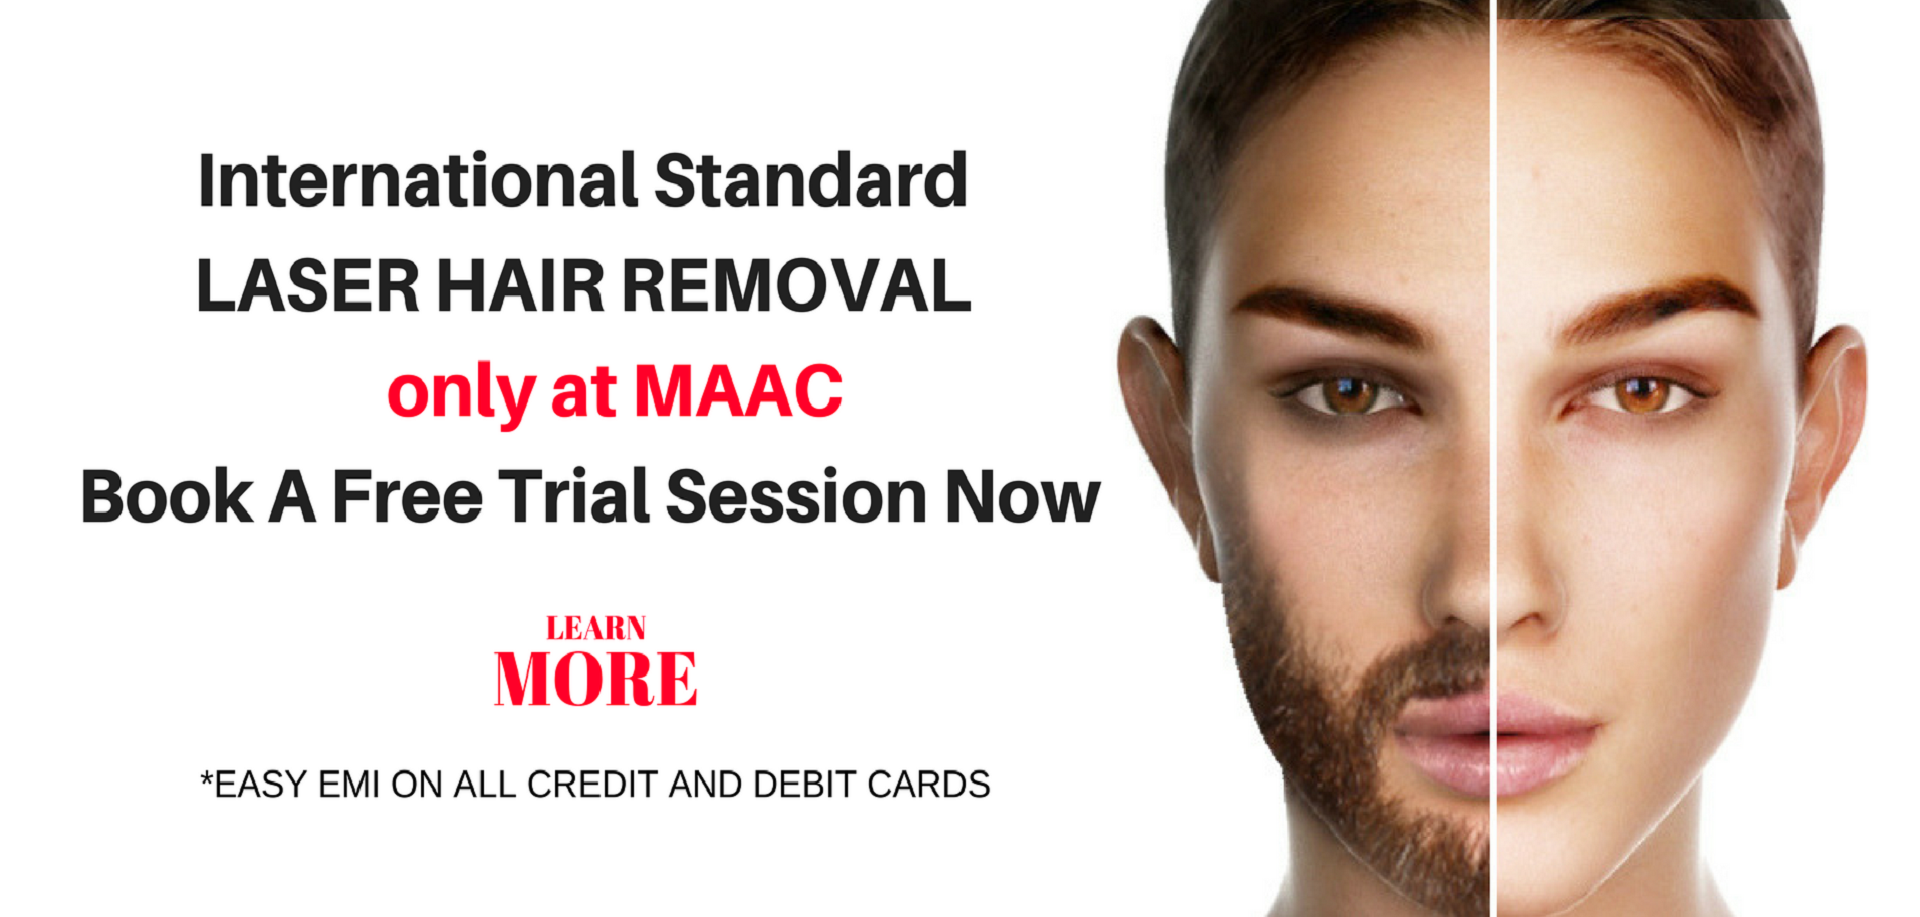 International Standard
LASER HAIR REMOVAL
only at MAAC
Book A Free Trial Session Now
LEARN
MORE
*EASY EMI ON ALL CREDIT AND DEBIT CARDS